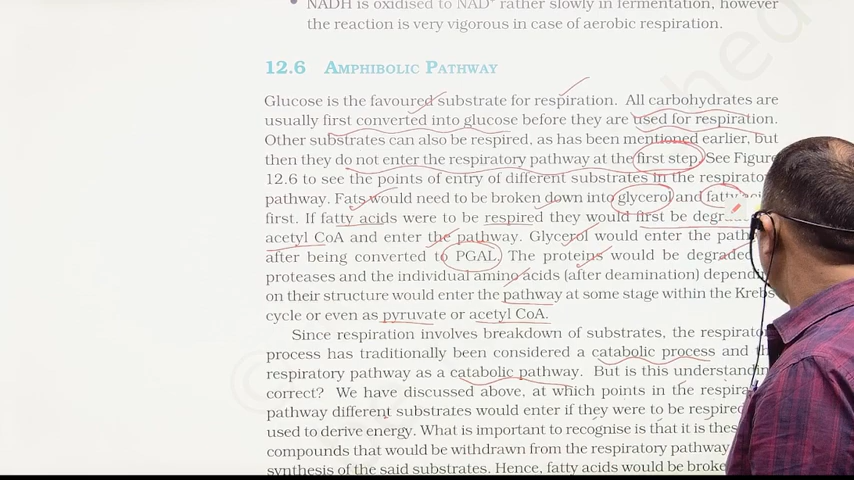 NADH is oxidised to NAD+ rather slowly in fermentation, however
the reaction is very vigorous in case of aerobic respiration.
12.6 AMPHIBOLIC PATHWAY
Glucose is the favoured substrate for respiration. All carbohydrates are
usually first converted into glucose before they are used for respiration.
Other substrates can also be respired, as has been mentioned earlier, but
then they do not enter the respiratory pathway at the first step. See Figure
12.6 to see the points of entry of different substrates in the respirator
pathway. Fats would need to be broken down into glycerol and fatty
first. If fatty acids were to be respired they would first be degr
acetyl CoA and enter the pathway. Glycerol would enter the path
after being converted to PGAL. The proteins would be degraded
proteases and the individual amino acids (after deamination) dependin
on their structure would enter the pathway at some stage within the Krebs
cycle or even as pyruvate or acetyl CoA.
Since respiration involves breakdown of substrates, the respirator
process has traditionally been considered a catabolic process and th
respiratory pathway as a catabolic pathway. But is this understandin
correct? We have discussed above, at which points in the respira
pathway different substrates would enter if they were to be respired
used to derive energy. What is important to recognise is that it is thes
compounds that would be withdrawn from the respiratory pathway
synthesis of the said substrates. Hence, fatty acids would be broke